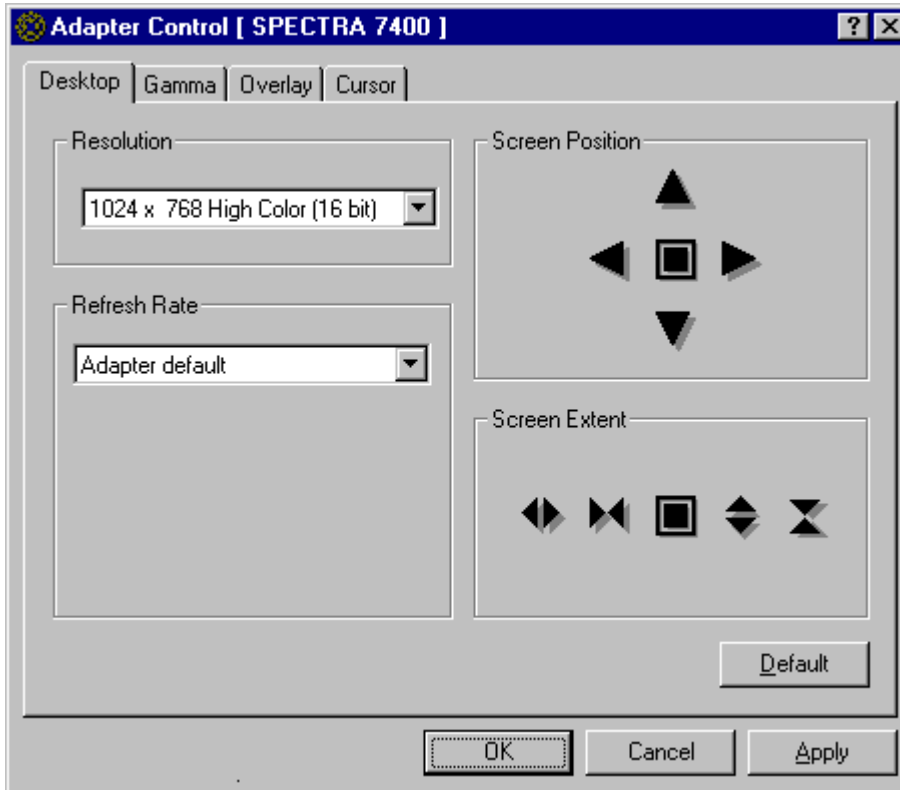 Adapter Control [ SPECTRA 7400 ]
Desktop Gamma Overlay Cursor
Resolution
1024 x  768 High Color (16 bit)
Refresh Rate
Adapter default
Screen Position
Screen Extent
Default
OK Cancel Apply